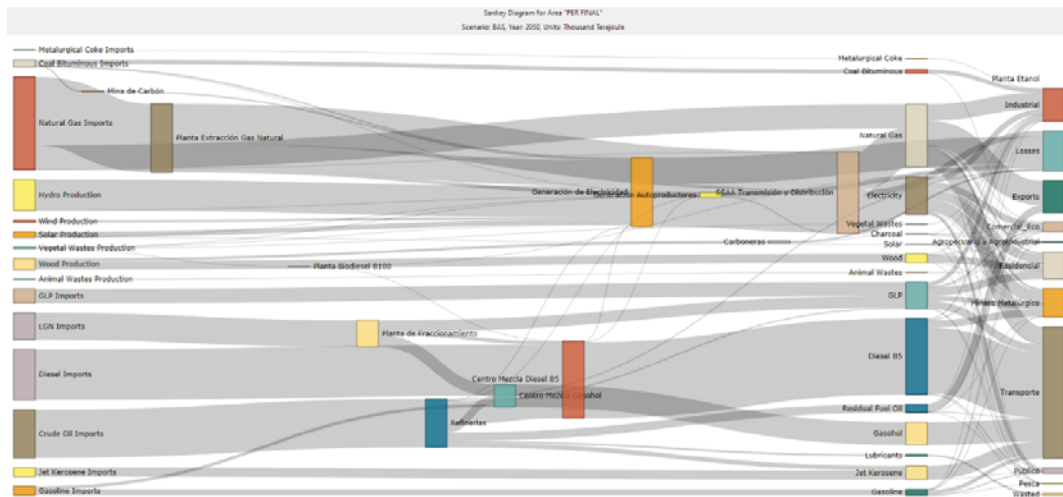 Sankey Diagram for Area "PER FINAL"
Scenario: BAS, Year: 2050, Units: Thousand Terajoule
Metalurgical Coke Imports
Coal Bituminous Imports
Mina de Carbón
Natural Gas Imports
Planta Extracción Gas Natural
Hydro Production
Wind Production
Solar Production
Vegetal Wastes Production
Wood Production
Planta Biodiesel B100
Animal Wastes Production
GLP Imports
LGN Imports
Planta de Fraccionamiento
Diesel Imports
Crude Oil Imports
Refinerías
Jet Kerosene Imports
Gasoline Imports
Centro Mezcla Diesel B5
Centro Mezcla Gasohol
Generación de Electricidad
Generación Autoproductores
SSAA Transmisión y Distribución
Carboneras
Metalurgical Coke
Coal Bituminous
Natural Gas
Electricity
Vegetal Wastes
Charcoal
Solar
Wood
Animal Wastes
GLP
Diesel B5
Residual Fuel Oil
Gasohol
Lubricants
Jet Kerosene
Gasoline
Planta Etanol
Industrial
Losses
Exports
Comercial_Eco
Agropecuario y Agroindustrial
Residencial
Minero Metalúrgico
Transporte
Público
Pesca
Wasted